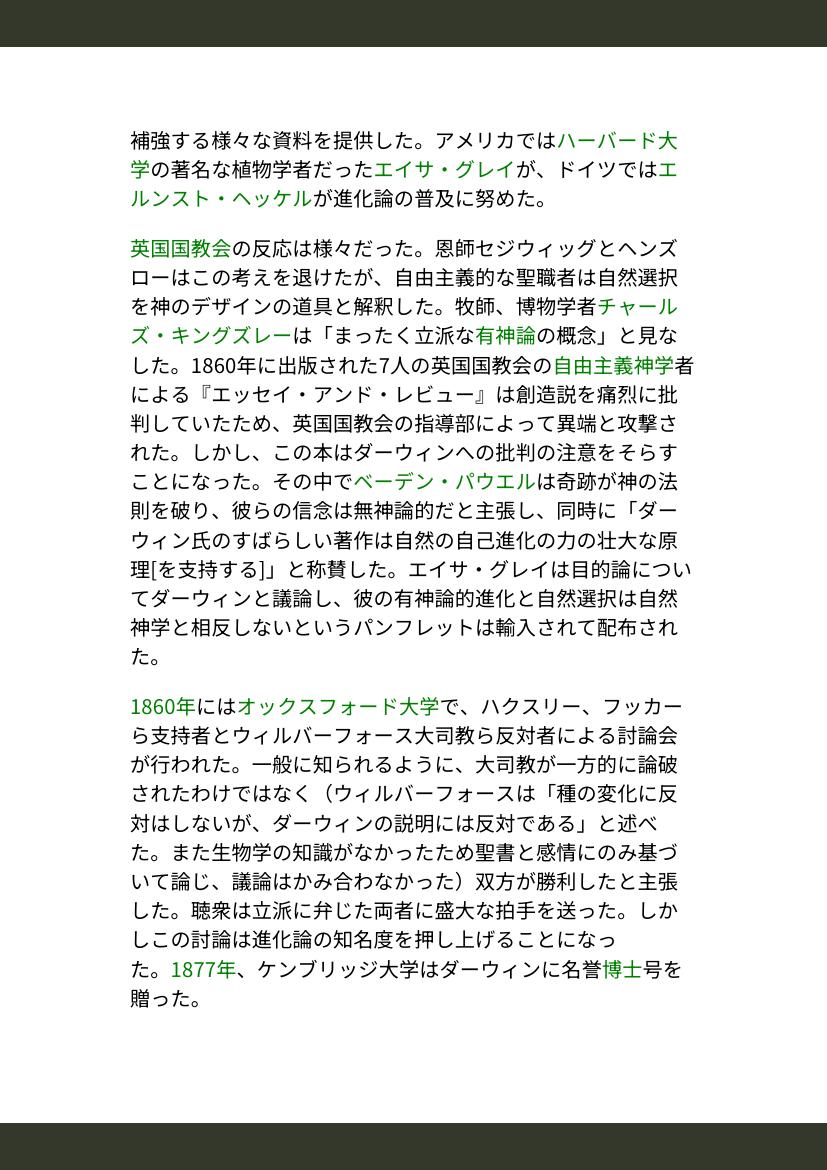 補強する様々な資料を提供した。アメリカではハーバード大
学の著名な植物学者だったエイサ・グレイが、ドイツではエ
ルンスト・ヘッケルが進化論の普及に努めた。
英国国教会の反応は様々だった。恩師セジウィッグとヘンズ
ローはこの考えを退けたが、自由主義的な聖職者は自然選択
を神のデザインの道具と解釈した。牧師、博物学者チャール
ズ・キングズレーは「まったく立派な有神論の概念」と見な
した。1860年に出版された7人の英国国教会の自由主義神学者
による『エッセイ・アンド・レビュー』は創造説を痛烈に批
判していたため、英国国教会の指導部によって異端と攻撃さ
れた。しかし、この本はダーウィンへの批判の注意をそらす
ことになった。その中でベーデン・パウエルは奇跡が神の法
則を破り、彼らの信念は無神論的だと主張し、同時に「ダー
ウィン氏のすばらしい著作は自然の自己進化の力の壮大な原
理[を支持する]」と称賛した。エイサ・グレイは目的論につい
てダーウィンと議論し、彼の有神論的進化と自然選択は自然
神学と相反しないというパンフレットは輸入されて配布され
た。
1860年にはオックスフォード大学で、ハクスリー、フッカー
ら支持者とウィルバーフォース大司教ら反対者による討論会
が行われた。一般に知られるように、大司教が一方的に論破
されたわけではなく（ウィルバーフォースは「種の変化に反
対はしないが、ダーウィンの説明には反対である」と述べ
た。また生物学の知識がなかったため聖書と感情にのみ基づ
いて論じ、議論はかみ合わなかった）双方が勝利したと主張
した。聴衆は立派に弁じた両者に盛大な拍手を送った。しか
しこの討論は進化論の知名度を押し上げることになっ
た。1877年、ケンブリッジ大学はダーウィンに名誉博士号を
贈った。